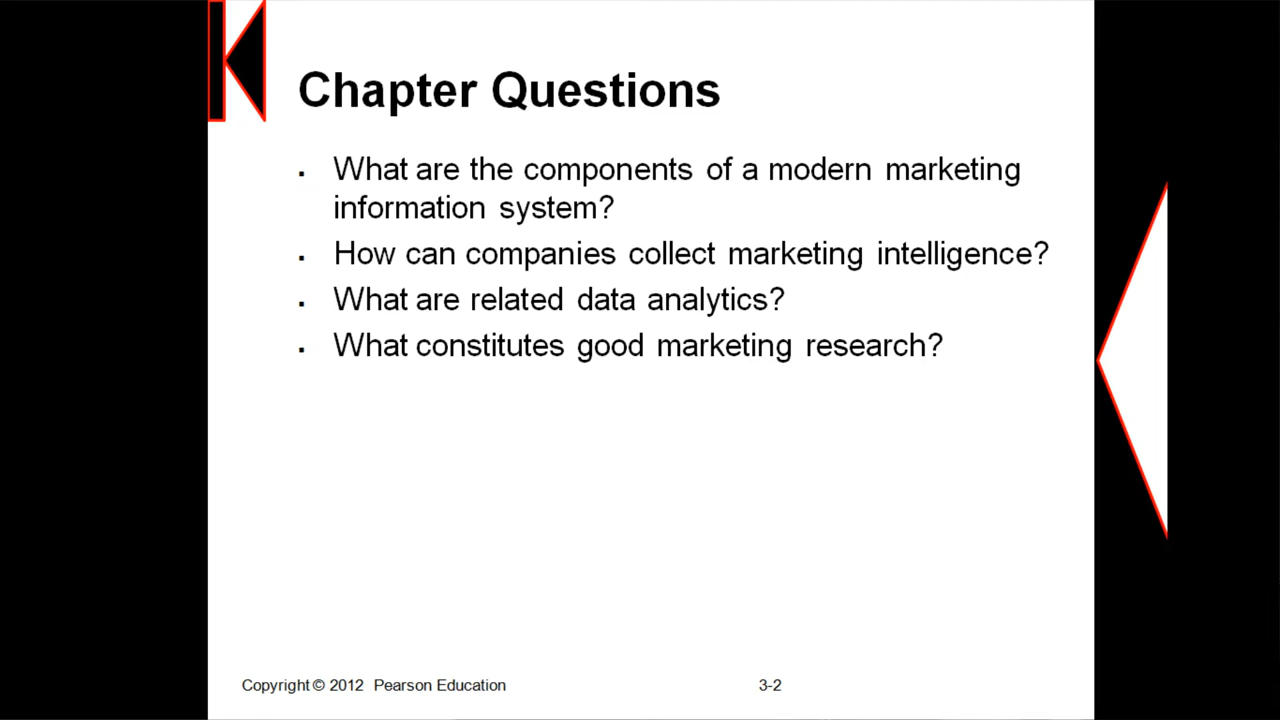 Chapter Questions
▪ What are the components of a modern marketing
information system?
▪ How can companies collect marketing intelligence?
▪ What are related data analytics?
▪ What constitutes good marketing research?
Copyright © 2012 Pearson Education 3-2